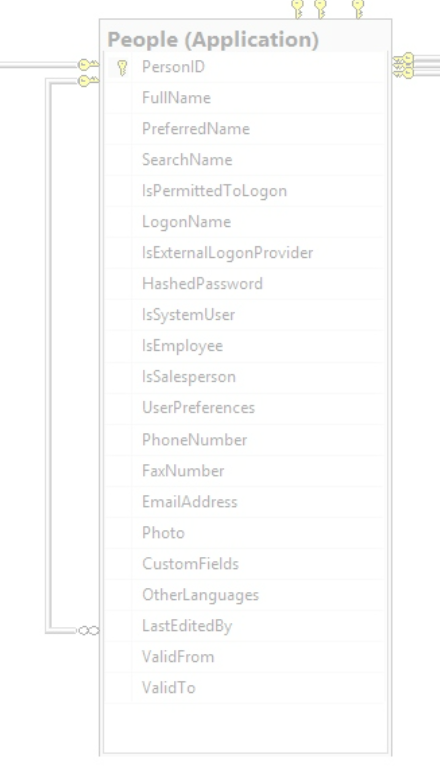 People (Application)
PersonID
FullName
PreferredName
SearchName
IsPermittedToLogon
LogonName
IsExternalLogonProvider
HashedPassword
IsSystemUser
IsEmployee
IsSalesperson
UserPreferences
PhoneNumber
FaxNumber
EmailAddress
Photo
CustomFields
OtherLanguages
LastEditedBy
ValidFrom
ValidTo